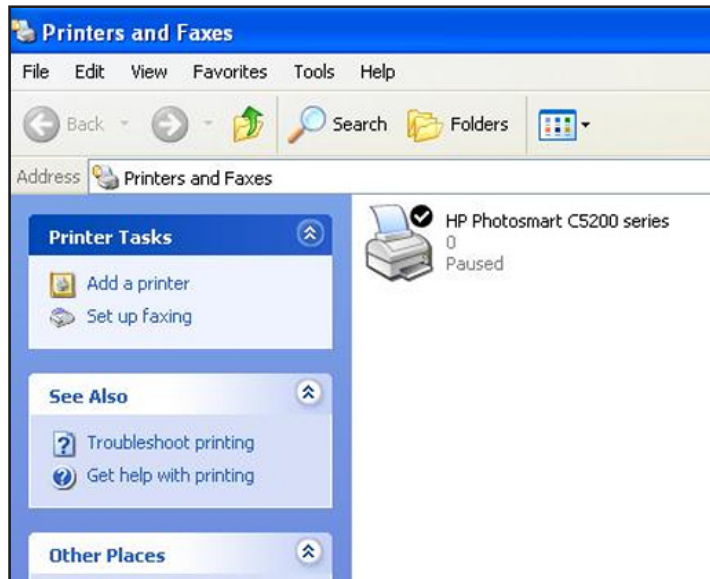 Printers and Faxes
File Edit View Favorites Tools Help
Back Search Folders
Address Printers and Faxes
Printer Tasks
Add a printer
Set up faxing
See Also
Troubleshoot printing
Get help with printing
Other Places
HP Photosmart C5200 series
0
Paused